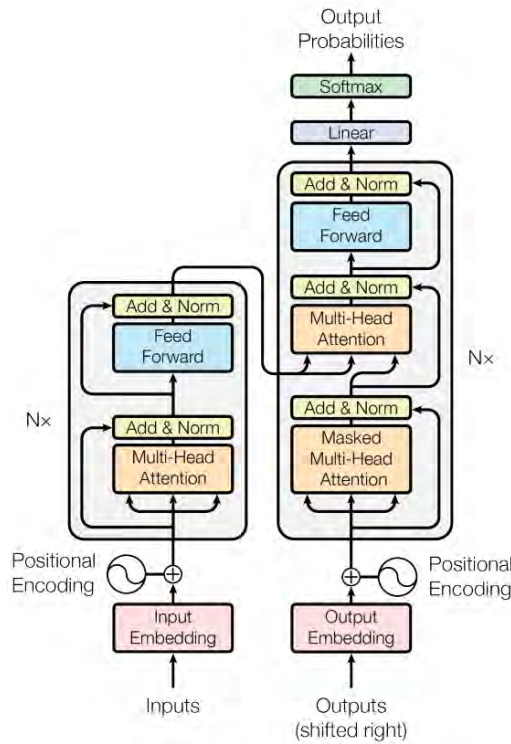 Output
Probabilities
Softmax
Linear
Add & Norm
Feed
Forward
Add & Norm
Multi-Head
Attention
Add & Norm
Masked
Multi-Head
Attention
N×
Add & Norm
Feed
Forward
Add & Norm
Multi-Head
Attention
N×
Positional
Encoding
Positional
Encoding
Input
Embedding
Output
Embedding
Inputs
Outputs
(shifted right)